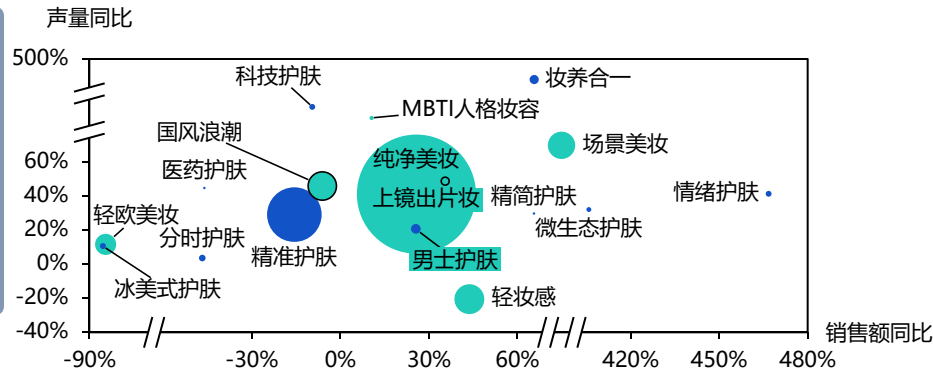 声量同比
500%
科技护肤
妆养合一
MBTI人格妆容
国风浪潮
场景美妆
60%
纯净美妆
医药护肤
40%
上镜出片妆
精简护肤
情绪护肤
轻欧美妆
20%
分时护肤
微生态护肤
0%
精准护肤
男士护肤
冰美式护肤
-20%
轻妆感
-40%
销售额同比
-90%
-30%
0%
30%
60%
420%
450%
480%